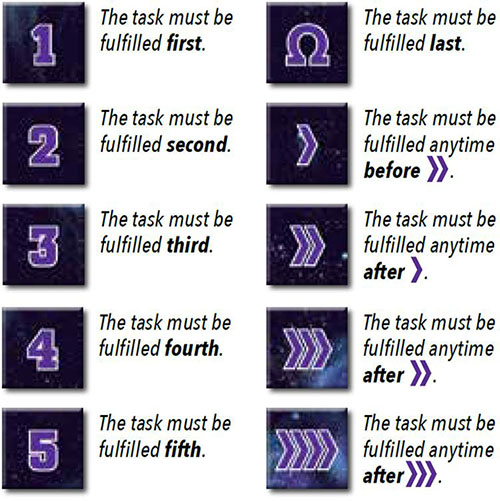 1 The task must be
fulfilled first.
2 The task must be
fulfilled second.
3 The task must be
fulfilled third.
4 The task must be
fulfilled fourth.
5 The task must be
fulfilled fifth.
Ω The task must be
fulfilled last.
❯ The task must be
fulfilled anytime
before ❯❯.
❯❯ The task must be
fulfilled anytime
after ❯.
❯❯❯ The task must be
fulfilled anytime
after ❯❯.
❯❯❯❯ The task must be
fulfilled anytime
after ❯❯❯.